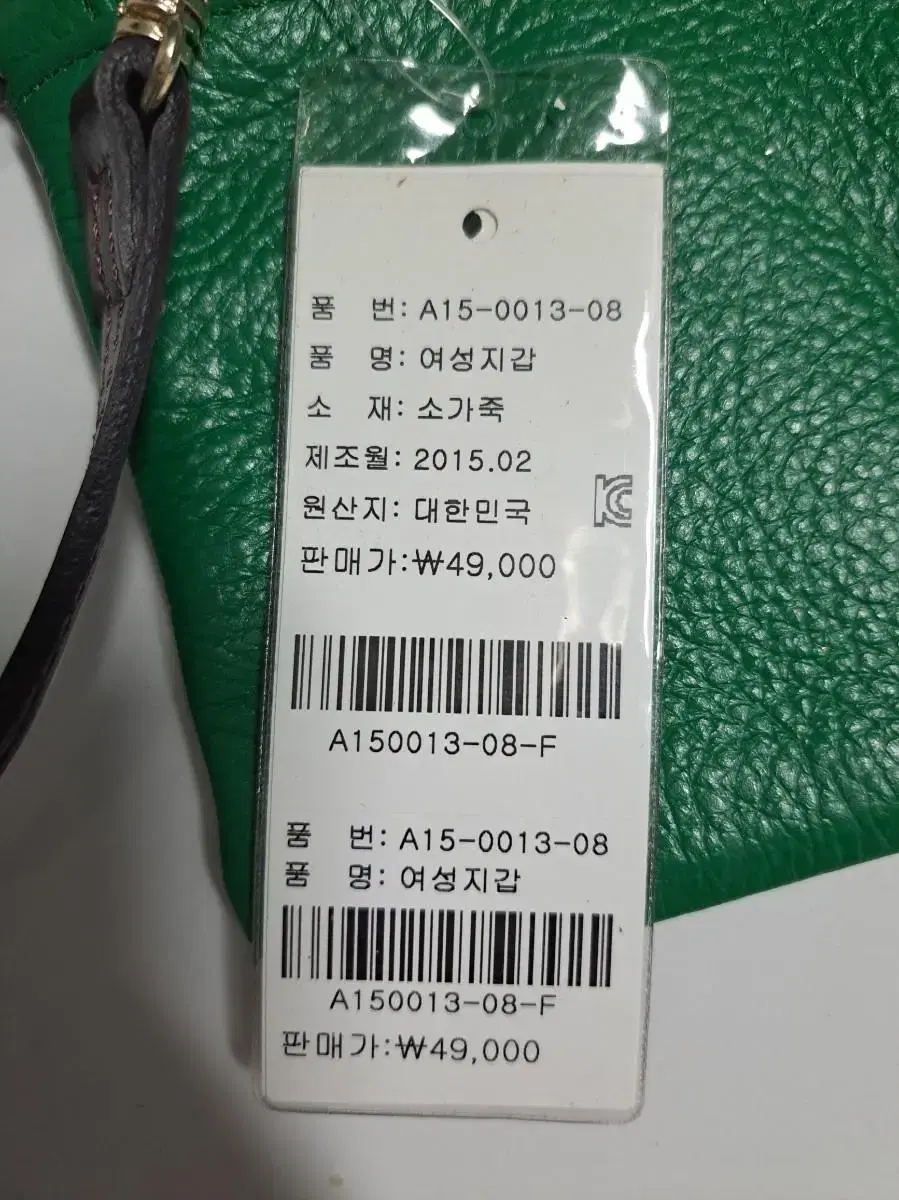 품 번: A15-0013-08
품 명: 여성지갑
소 재: 소가죽
제조월: 2015.02
원산지: 대한민국
KC
판매가:₩49,000
A150013-08-F
품 번: A15-0013-08
품 명: 여성지갑
A150013-08-F
판매가:₩49,000